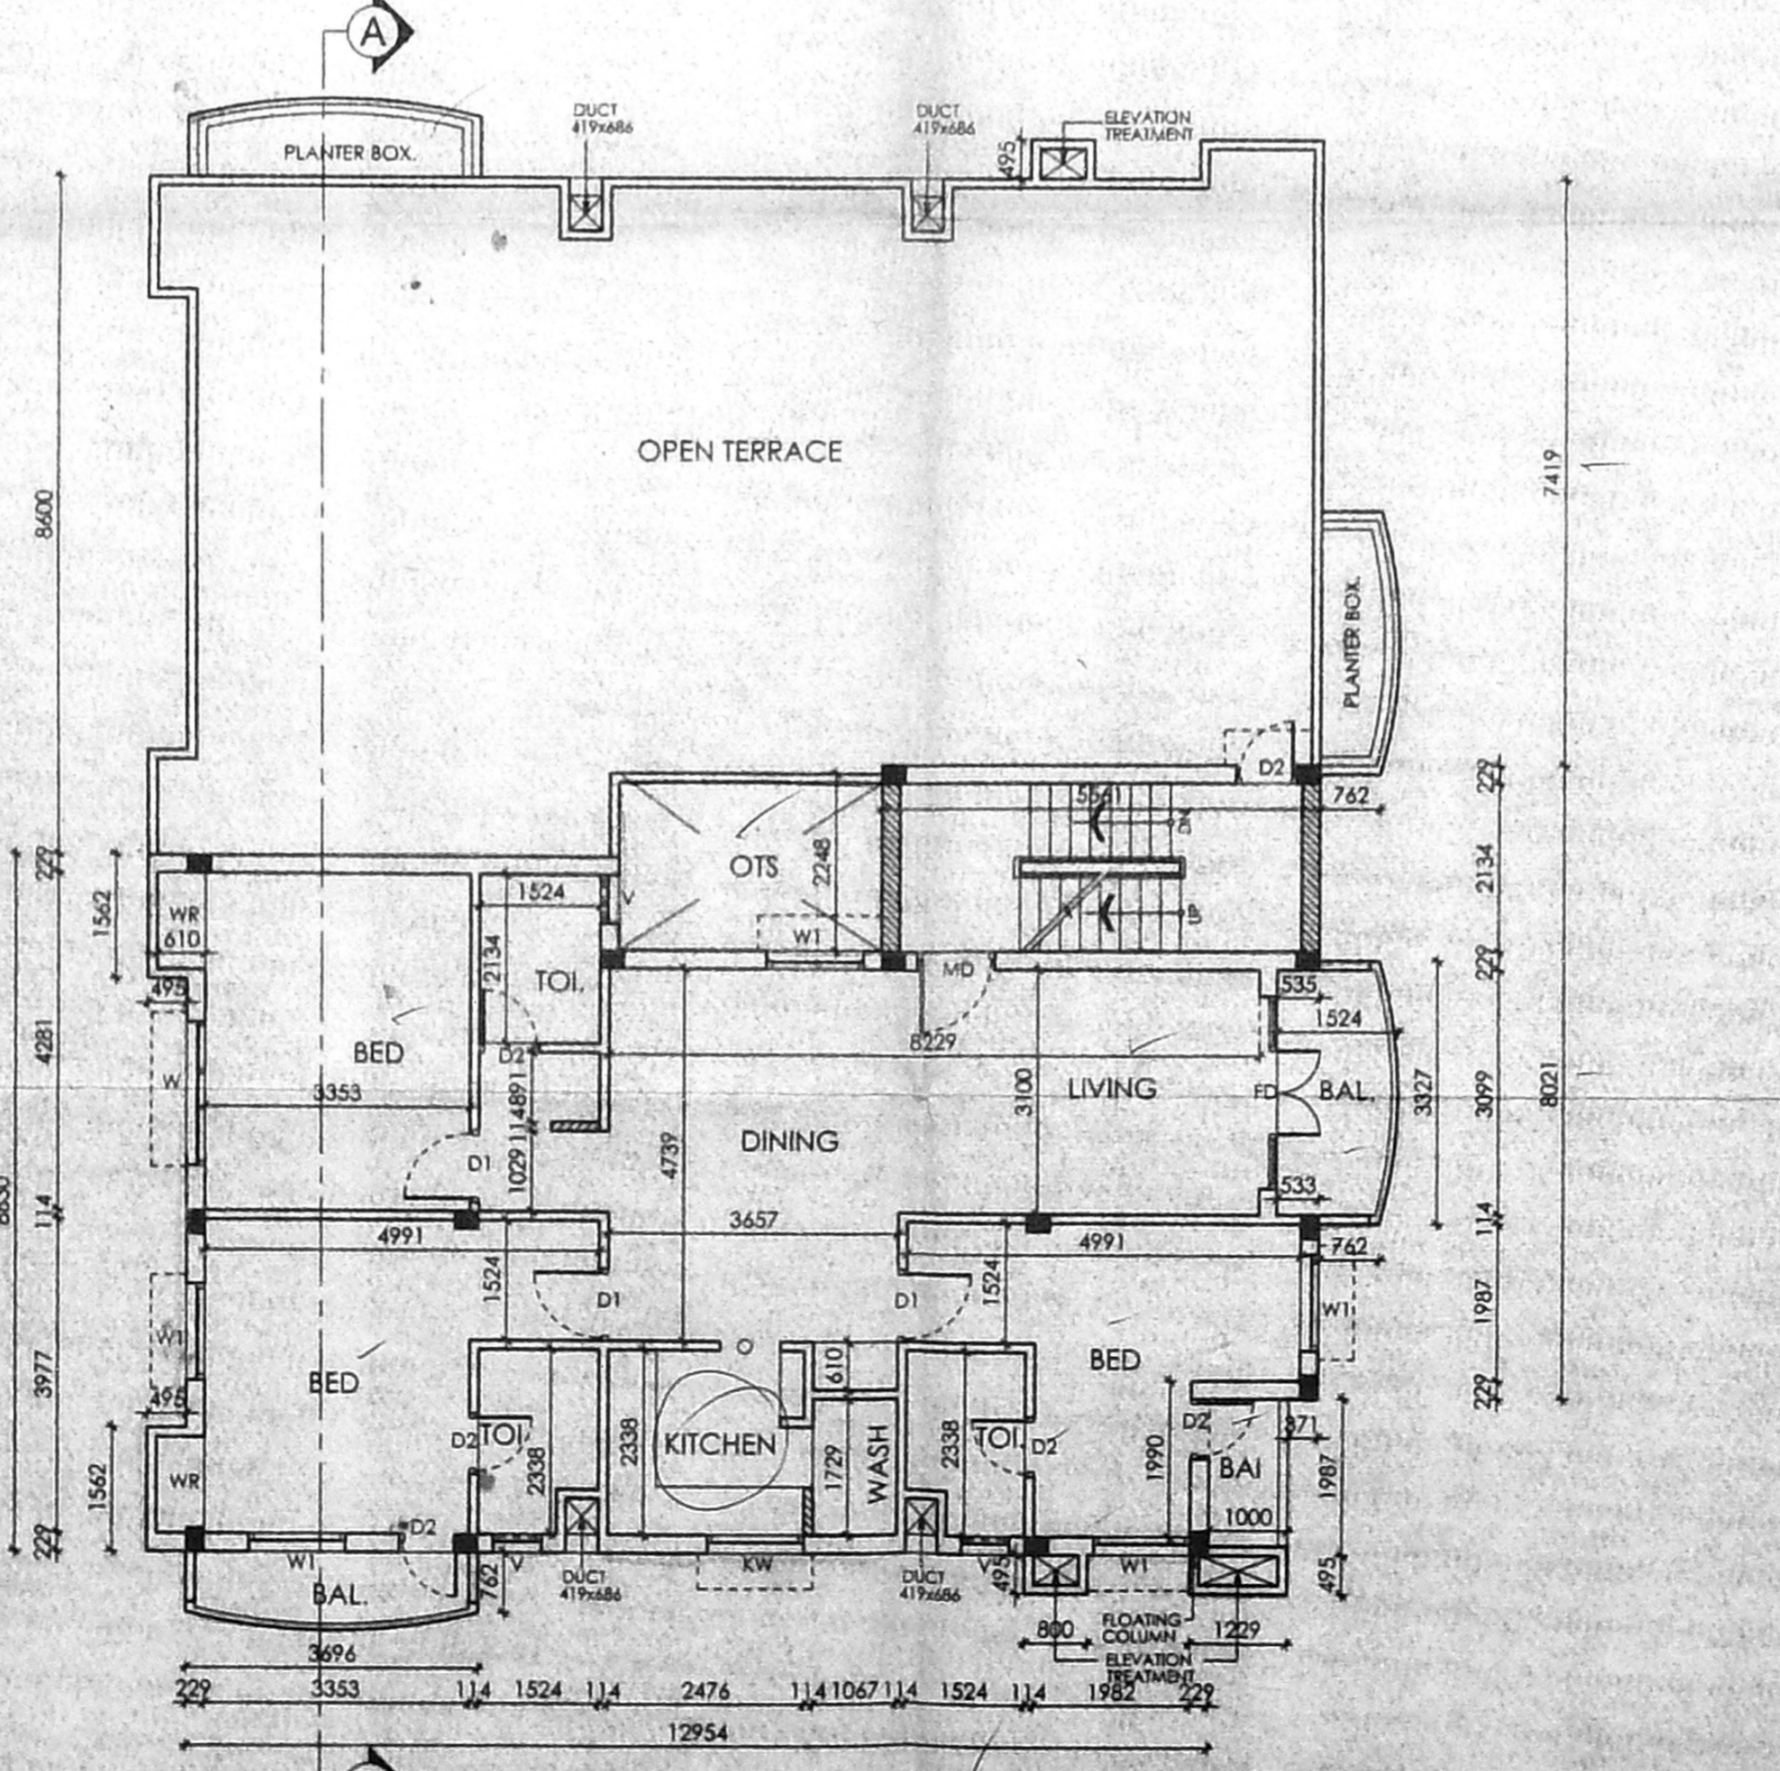 A
DUCT
419x686
DUCT
419x686
ELEVATION
TREATMENT
495
PLANTER BOX.
OPEN TERRACE
8600
7419
PLANTER BOX.
D2
229
762
5561
DN
OTS
2248
2134
229
1562
WR
610
1524
V
W1
UP
2134
TOI.
MD
229
495
535
1524
4281
BED
D2
8229
W
3353
1489
3100
LIVING
FD
BAL.
3327
3099
8021
114
1029
4739
DINING
D1
533
114
3657
114
4991
4991
762
1524
D1
D1
1524
W1
W1
1987
3977
BED
610
BED
229
495
D2
TOI.
2338
2338
KITCHEN
1729
WASH
2338
TOI.
D2
1990
D2
371
BAL
1987
1562
WR
1000
D2
229
W1
V
KW
V
W1
BAL.
762
DUCT
419x686
DUCT
419x686
495
495
800
FLOATING
COLUMN
1229
ELEVATION
TREATMENT
3696
229
3353
114
1524
114
2476
114
1067
114
1524
114
1982
229
12954